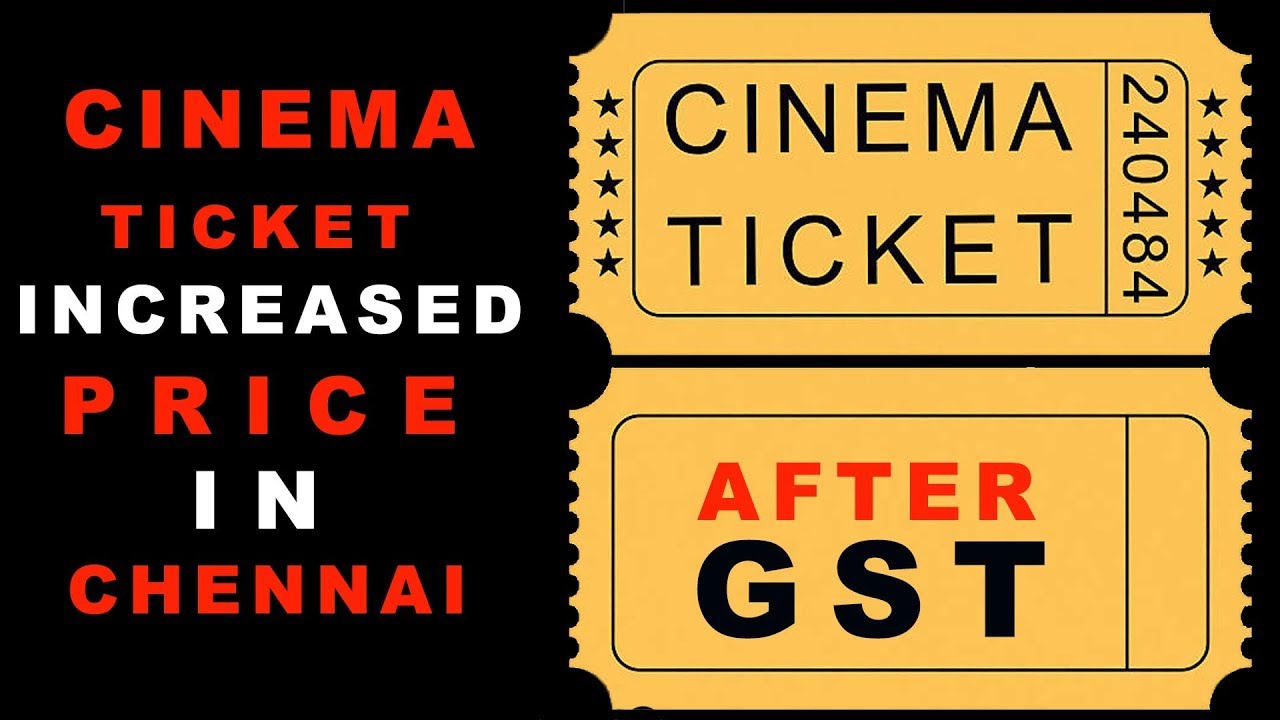 CINEMA
TICKET
INCREASED
PRICE
IN
CHENNAI
CINEMA
TICKET
240484
AFTER
GST